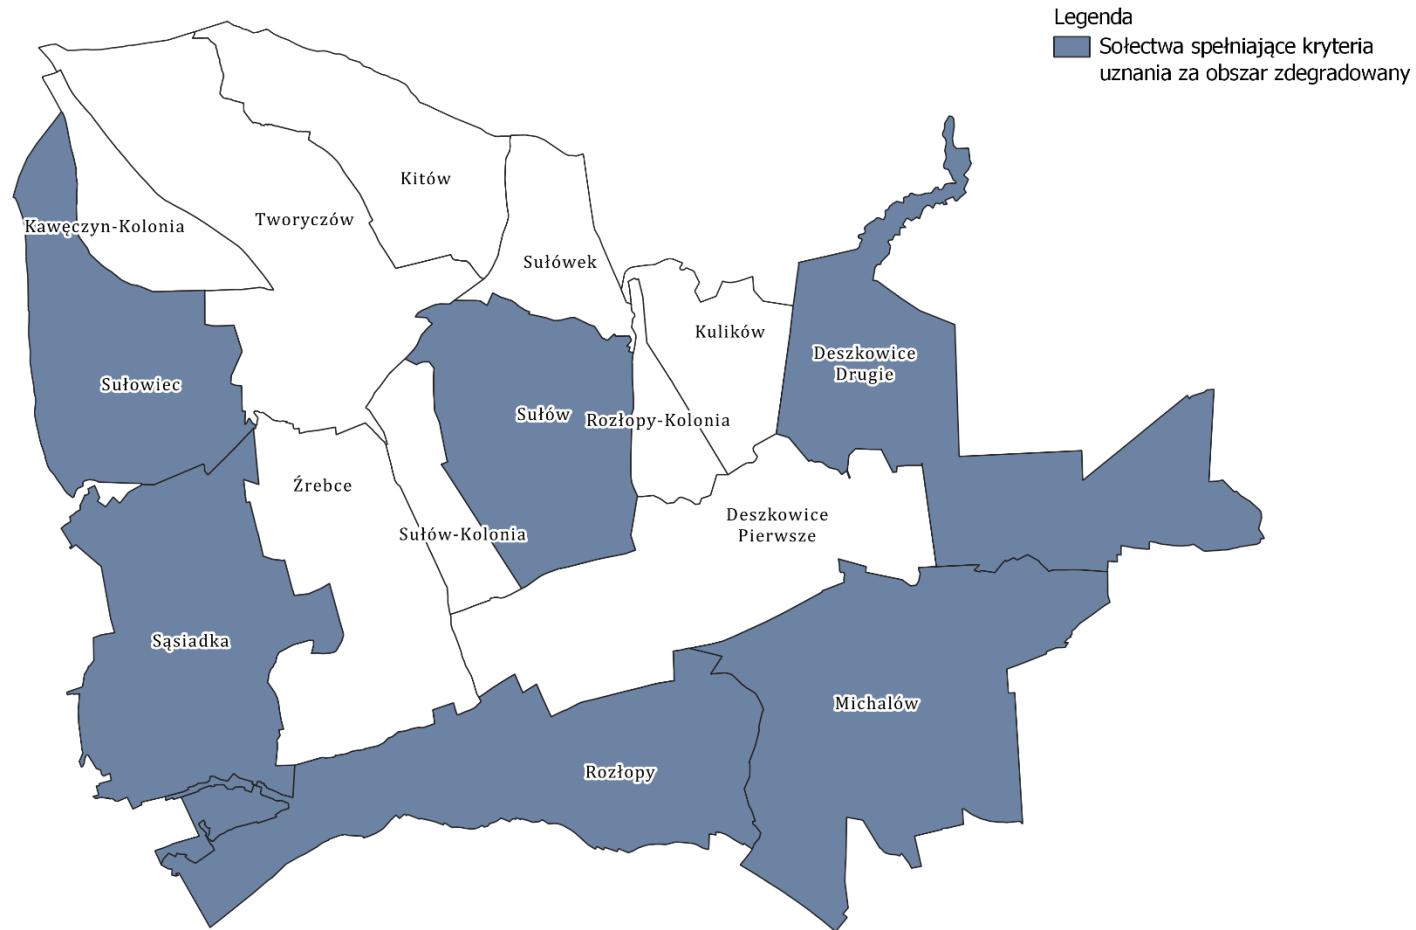 Legenda
Sołectwa spełniające kryteria
uznania za obszar zdegradowany
Kitów
Kawęczyn-Kolonia
Tworyczów
Sułówek
Kulików
Deszkowice
Drugie
Sułowiec
Sułów
Rozłopy-Kolonia
Źrebce
Sułów-Kolonia
Deszkowice
Pierwsze
Sąsiadka
Michalów
Rozłopy